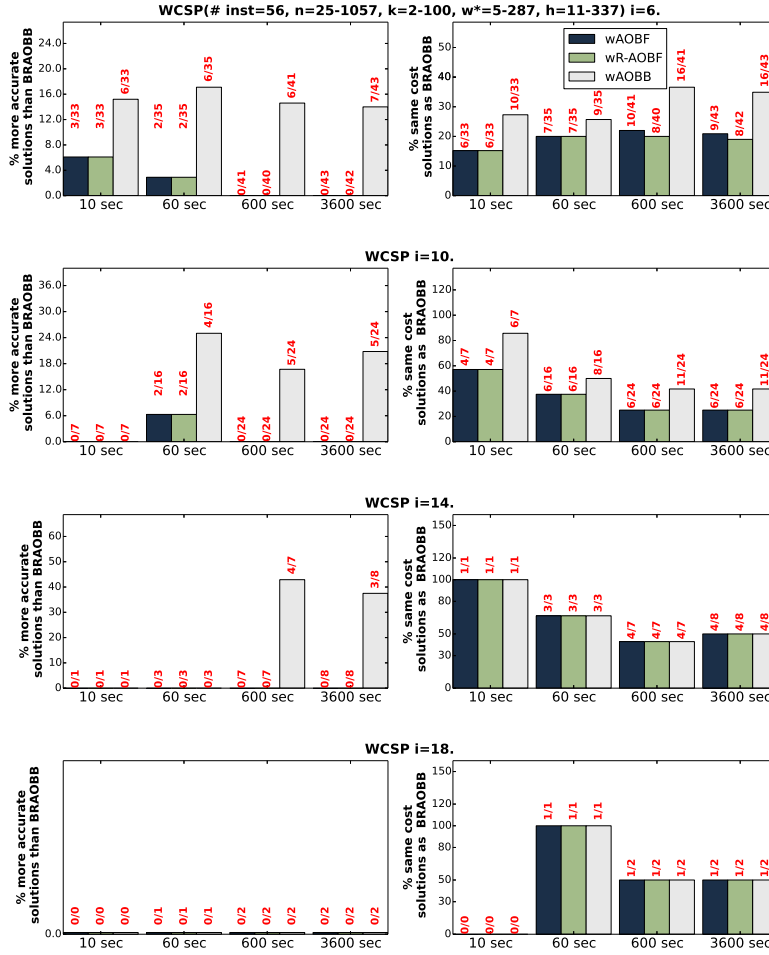 WCSP(# inst=56, n=25-1057, k=2-100, w*=5-287, h=11-337) i=6.
% more accurate
solutions than BRAOBB
24.0
20.0
16.0
12.0
8.0
4.0
0.0
3/33 3/33 6/33 2/35 2/35 6/35 0/41 0/40 6/41 0/43 0/42 7/43
10 sec 60 sec 600 sec 3600 sec
% same cost
solutions as BRAOBB
50
40
30
20
10
0
wAOBF
wR-AOBF
wAOBB
6/33 6/33 10/33 7/35 7/35 9/35 10/41 8/40 16/41 9/43 8/42 16/43
10 sec 60 sec 600 sec 3600 sec
WCSP i=10.
% more accurate
solutions than BRAOBB
36.0
30.0
24.0
18.0
12.0
6.0
0.0
0/7 0/7 0/7 2/16 2/16 4/16 0/24 0/24 5/24 0/24 0/24 5/24
10 sec 60 sec 600 sec 3600 sec
% same cost
solutions as BRAOBB
120
100
80
60
40
20
0
4/7 4/7 6/7 6/16 6/16 8/16 6/24 6/24 11/24 6/24 6/24 11/24
10 sec 60 sec 600 sec 3600 sec
WCSP i=14.
% more accurate
solutions than BRAOBB
60
50
40
30
20
10
0
0/1 0/1 0/1 0/3 0/3 0/3 0/7 0/7 4/7 0/8 0/8 3/8
10 sec 60 sec 600 sec 3600 sec
% same cost
solutions as BRAOBB
150
120
100
80
50
30
0
1/1 1/1 1/1 3/3 3/3 3/3 4/7 4/7 4/7 4/8 4/8 4/8
10 sec 60 sec 600 sec 3600 sec
WCSP i=18.
% more accurate
solutions than BRAOBB
0.0
0/0 0/0 0/0 0/1 0/1 0/1 0/2 0/2 0/2 0/2 0/2 0/2
10 sec 60 sec 600 sec 3600 sec
% same cost
solutions as BRAOBB
150
120
100
80
50
30
0
0/0 0/0 0/0 1/1 1/1 1/1 1/2 1/2 1/2 1/2 1/2 1/2
10 sec 60 sec 600 sec 3600 sec